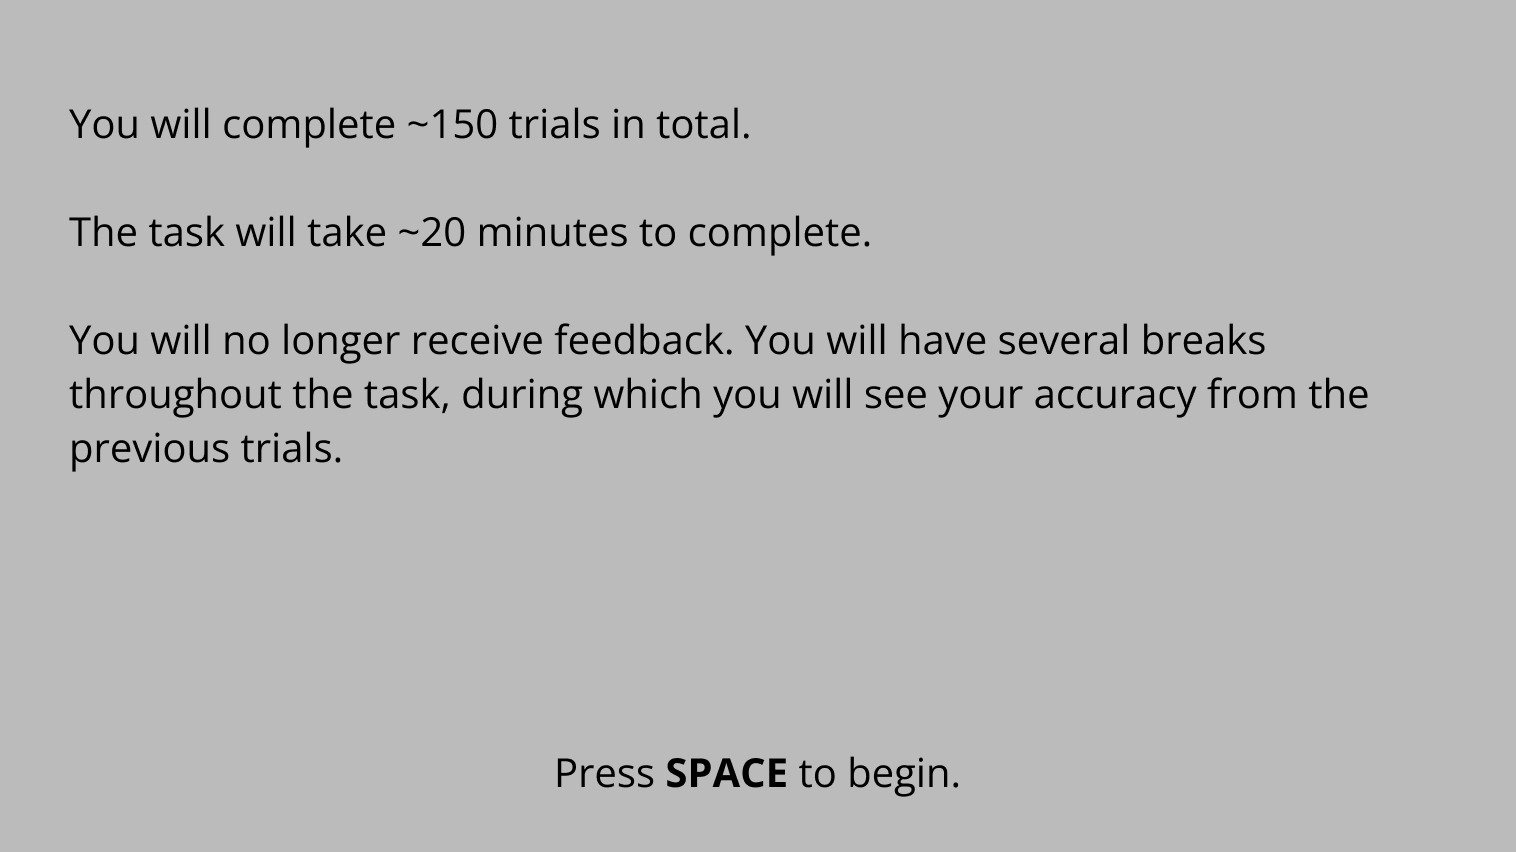 You will complete ~150 trials in total.
The task will take ~20 minutes to complete.
You will no longer receive feedback. You will have several breaks
throughout the task, during which you will see your accuracy from the
previous trials.
Press SPACE to begin.